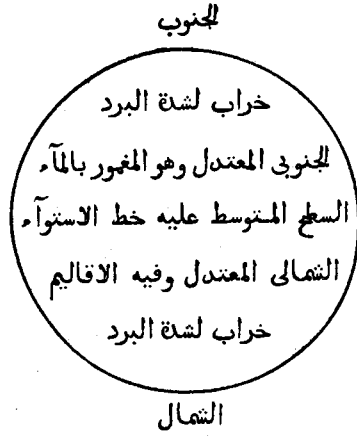 الجنوب
خراب لشدة البرد
الجنوبى المعتدل وهو المغمور بالمآء
السطح المتوسط عليه خط الاستوآء
الشمالى المعتدل وفيه الاقاليم
خراب لشدة البرد
الشمال